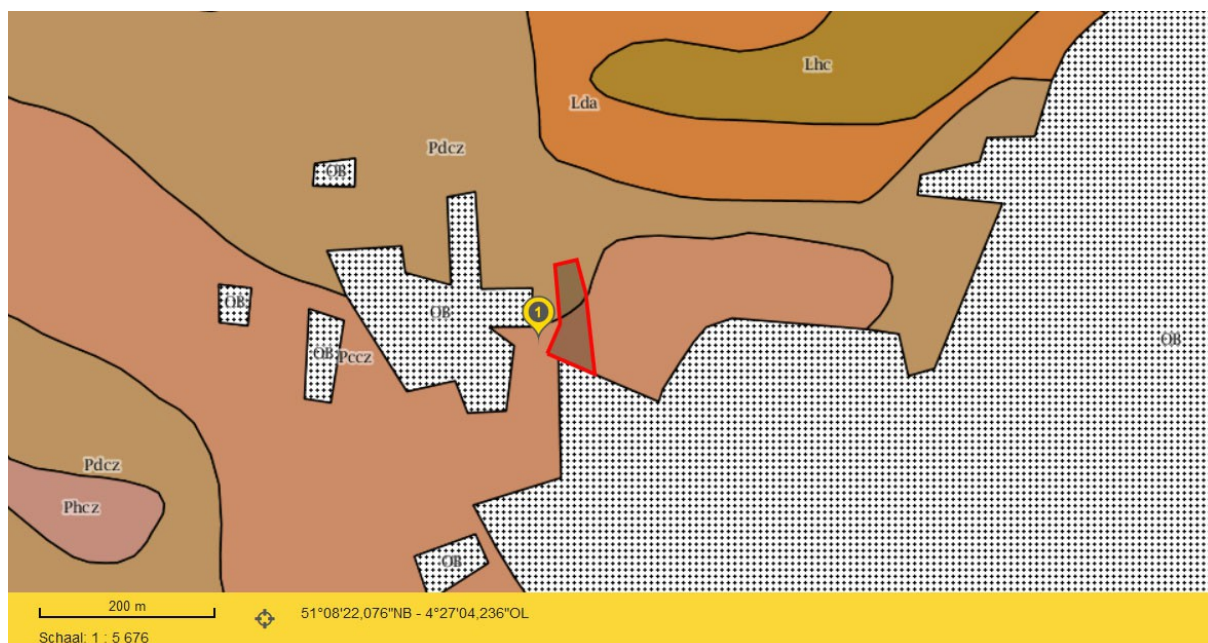 Lhc
Lda
Pdcz
OB
OB
OB
1
OB
OB
Pccz
Pdcz
Phcz
OB
200 m
51°08'22,076"NB - 4°27'04,236"OL
Schaal: 1 : 5 676